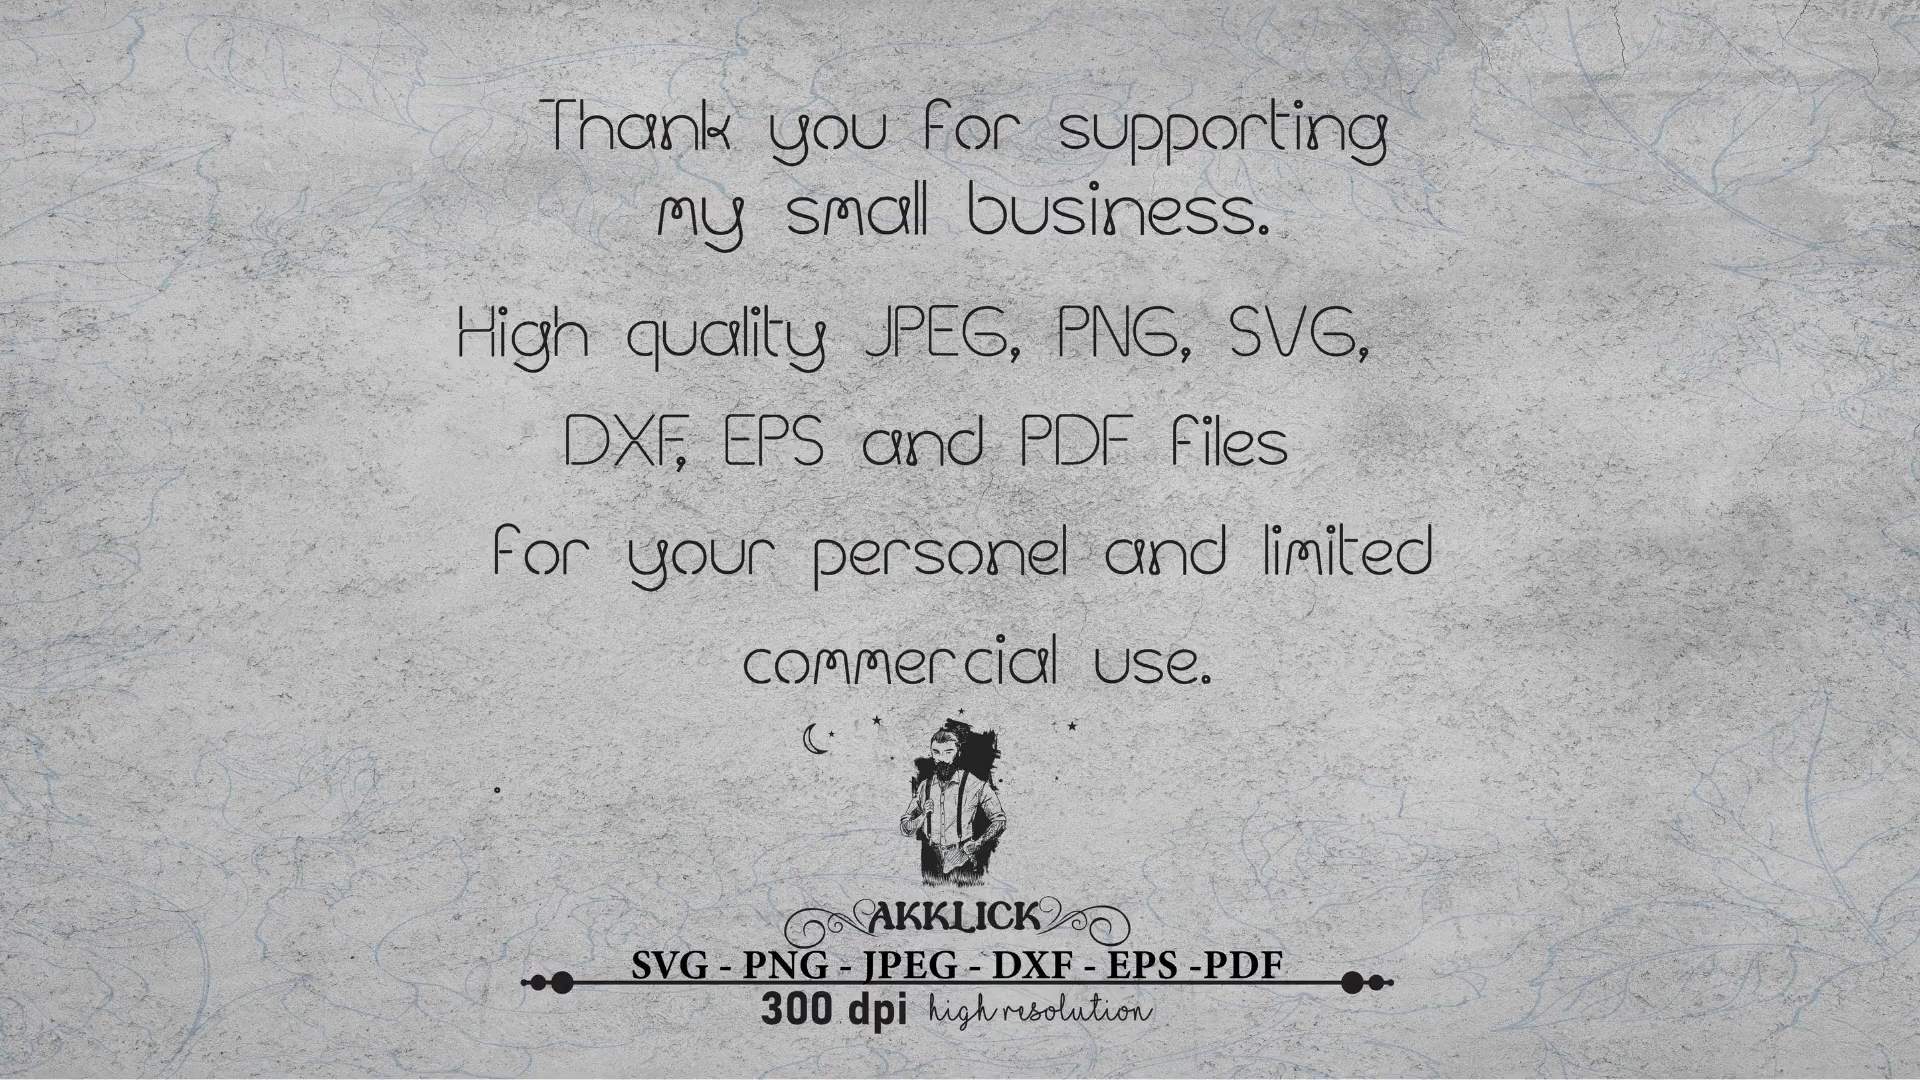 Thank you for supporting
my small business.
High quality JPEG, PNG, SVG,
DXF, EPS and PDF files
for your personel and limited
commercial use.
AKKLICK
SVG - PNG - JPEG - DXF - EPS -PDF
300 dpi high resolution